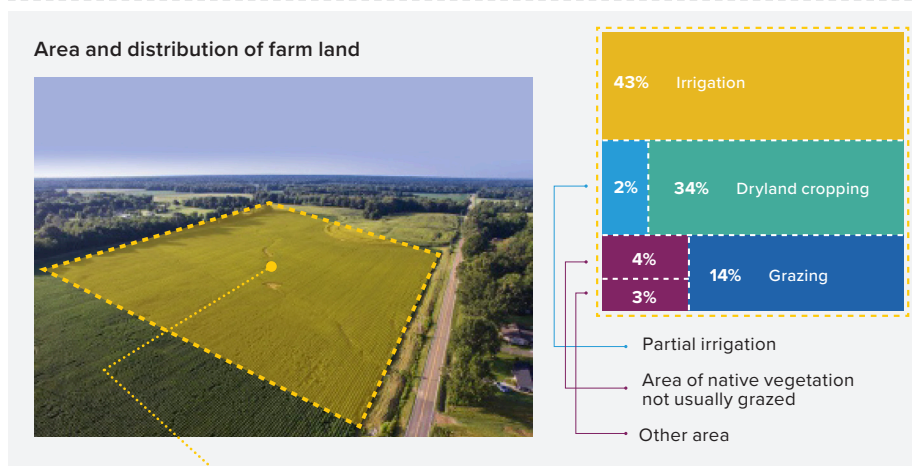 Area and distribution of farm land
43% Irrigation
2% 34% Dryland cropping
4%
14% Grazing
3%
Partial irrigation
Area of native vegetation
not usually grazed
Other area